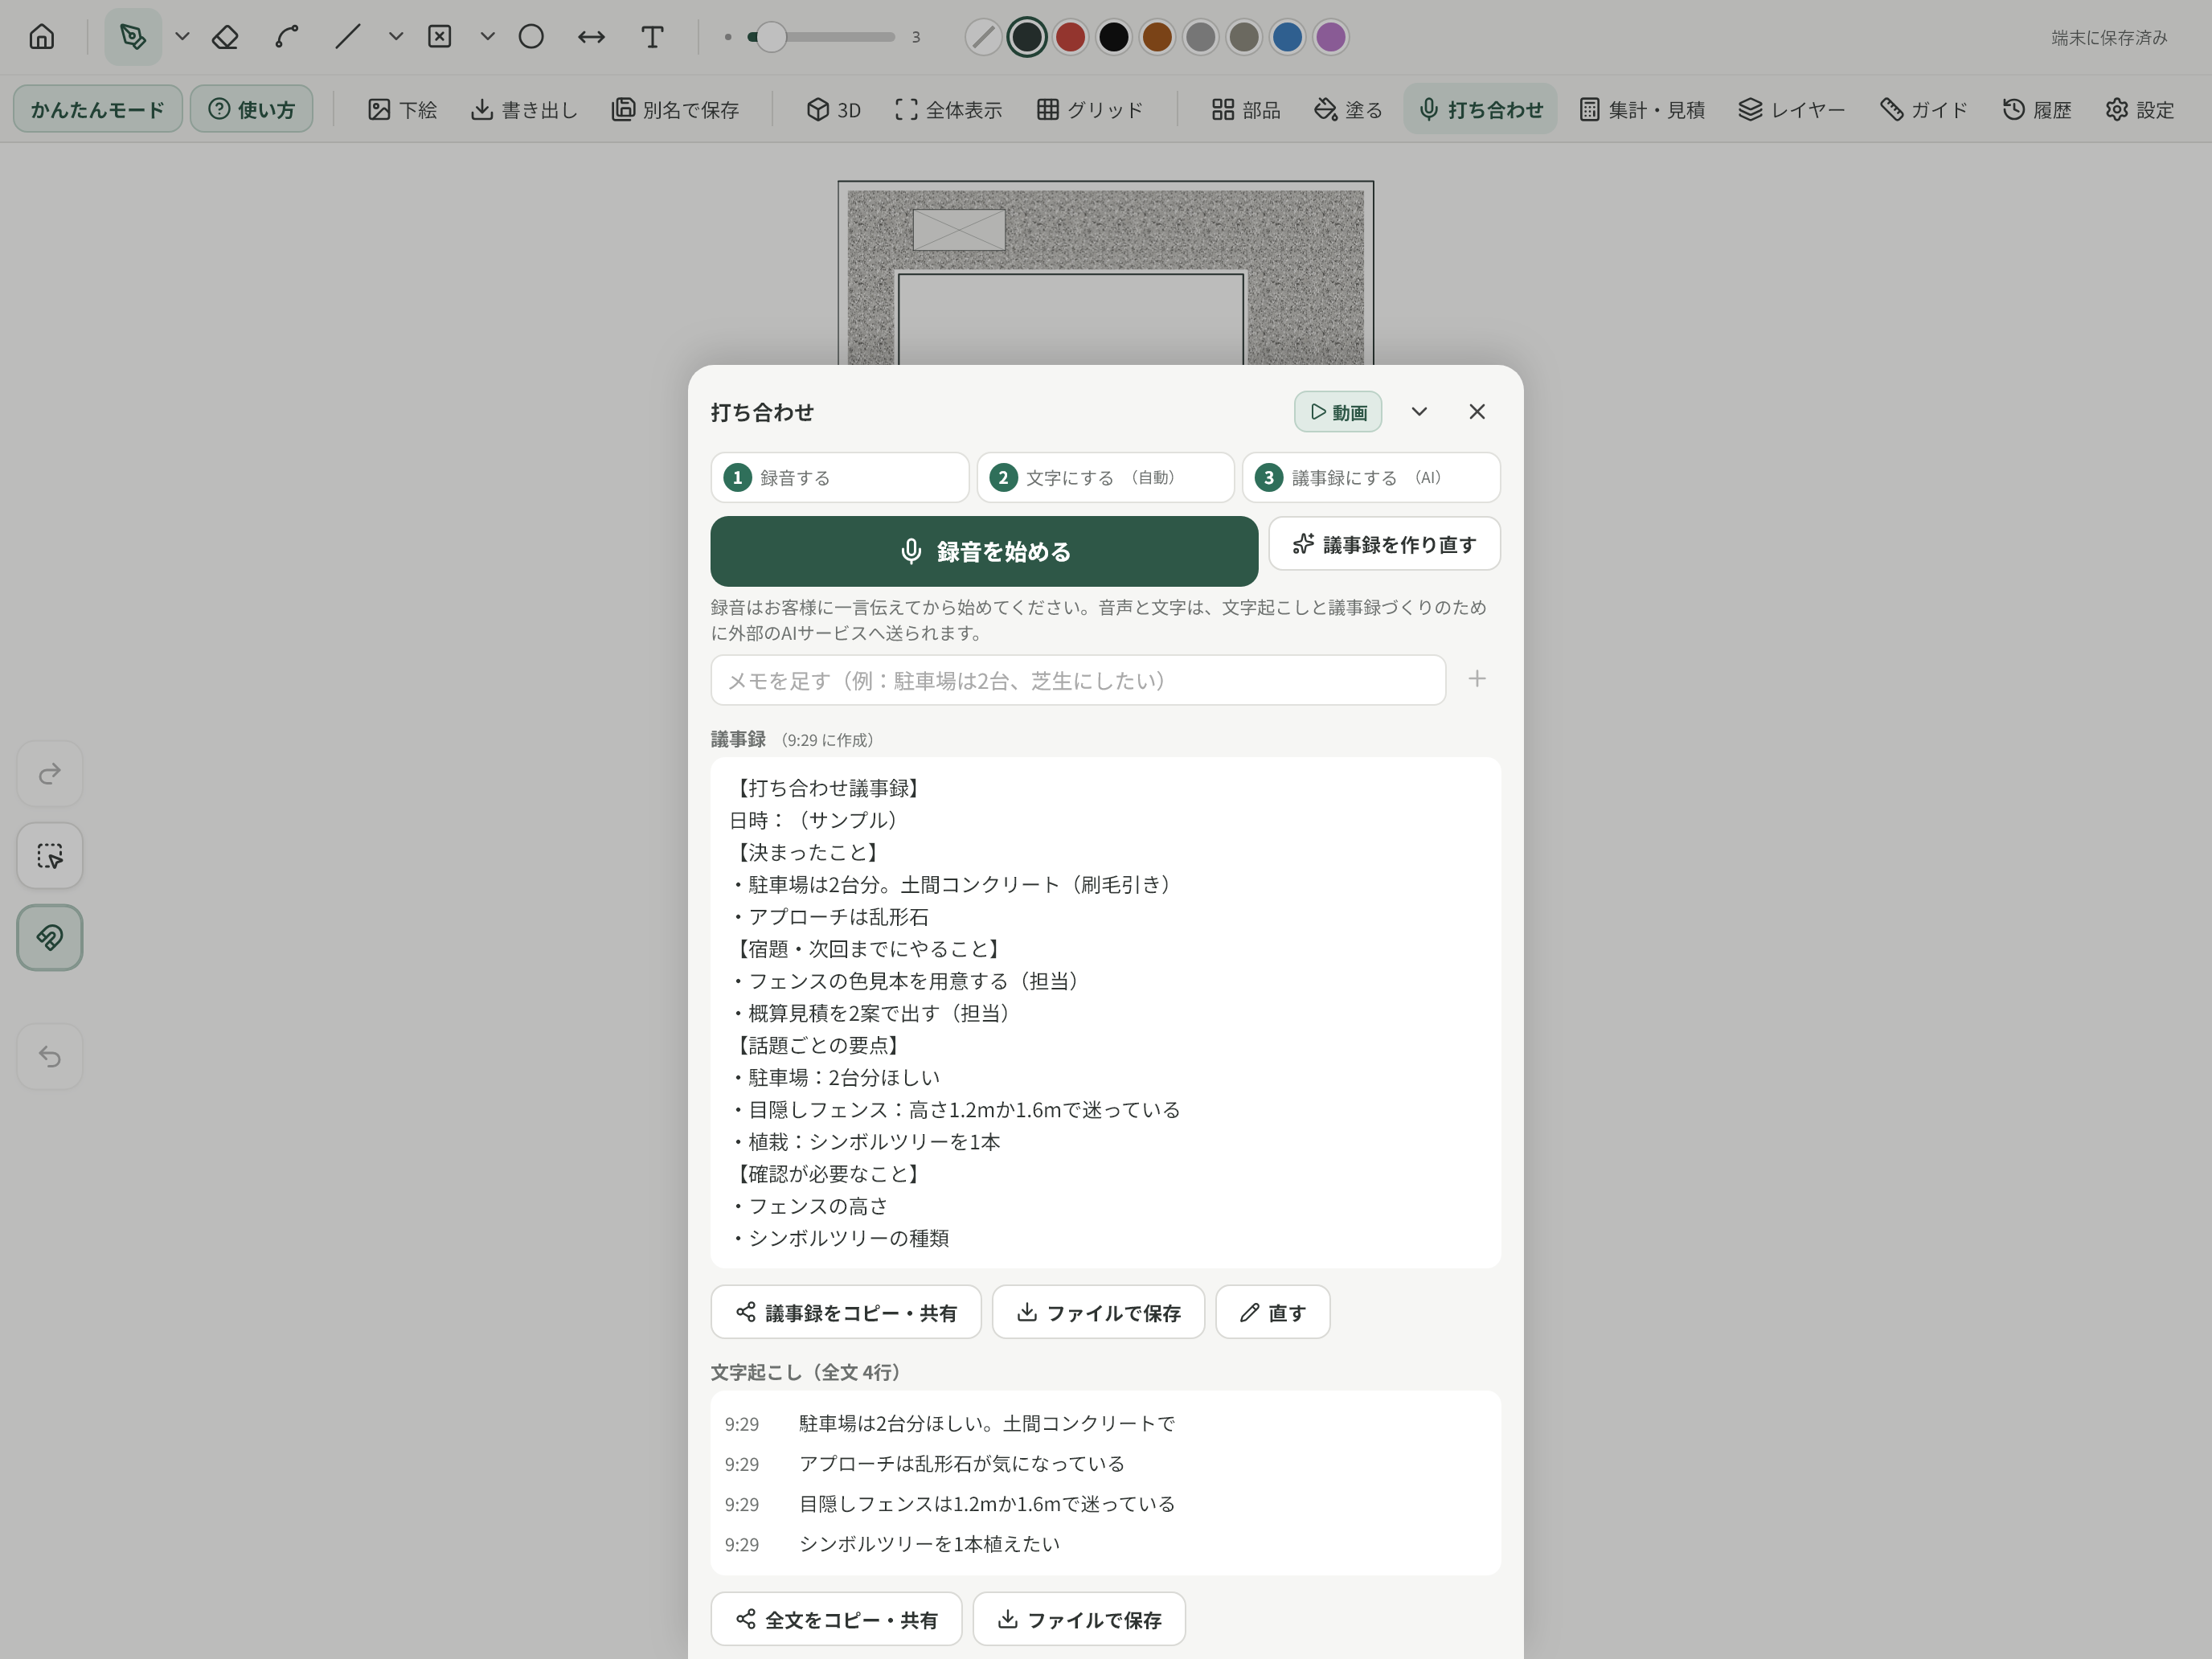 3
端末に保存済み
かんたんモード 使い方 下絵 書き出し 別名で保存 3D 全体表示 グリッド 部品 塗る 打ち合わせ 集計・見積 レイヤー ガイド 履歴 設定
打ち合わせ
動画
1 録音する
2 文字にする （自動）
3 議事録にする （AI）
録音を始める
議事録を作り直す
録音はお客様に一言伝えてから始めてください。音声と文字は、文字起こしと議事録づくりのため
に外部のAIサービスへ送られます。
メモを足す（例：駐車場は2台、芝生にしたい）
議事録 （9:29 に作成）
【打ち合わせ議事録】
日時：（サンプル）
【決まったこと】
・駐車場は2台分。土間コンクリート（刷毛引き）
・アプローチは乱形石
【宿題・次回までにやること】
・フェンスの色見本を用意する（担当）
・概算見積を2案で出す（担当）
【話題ごとの要点】
・駐車場：2台分ほしい
・目隠しフェンス：高さ1.2mか1.6mで迷っている
・植栽：シンボルツリーを1本
【確認が必要なこと】
・フェンスの高さ
・シンボルツリーの種類
議事録をコピー・共有 ファイルで保存 直す
文字起こし（全文 4行）
9:29 駐車場は2台分ほしい。土間コンクリートで
9:29 アプローチは乱形石が気になっている
9:29 目隠しフェンスは1.2mか1.6mで迷っている
9:29 シンボルツリーを1本植えたい
全文をコピー・共有 ファイルで保存